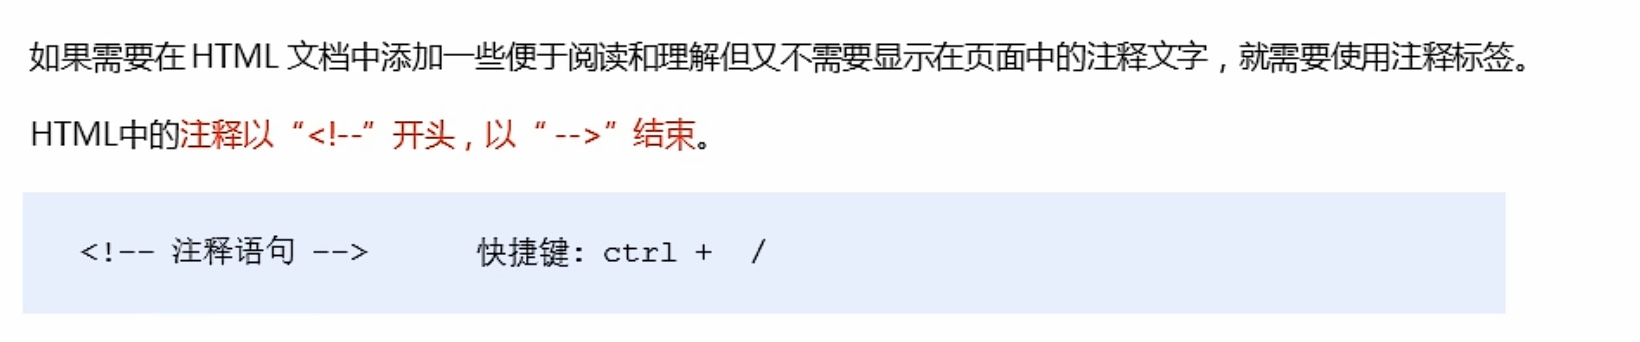 如果需要在 HTML 文档中添加一些便于阅读和理解但又不需要显示在页面中的注释文字，就需要使用注释标签。
HTML中的注释以“<!--”开头，以“ -->”结束。
<!-- 注释语句 --> 快捷键: ctrl + /